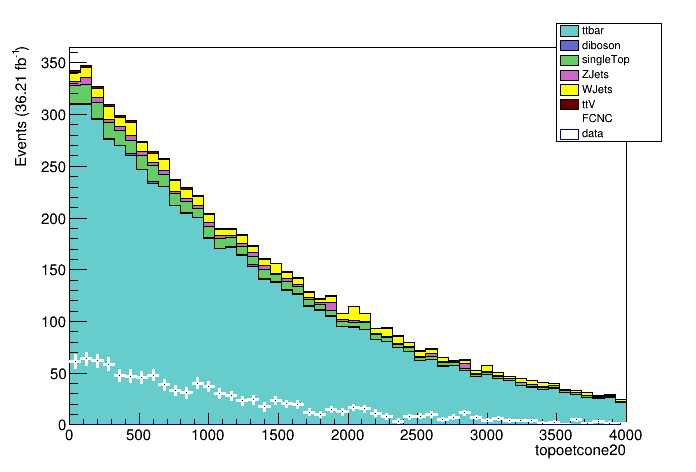 ttbar
diboson
singleTop
ZJets
WJets
ttV
FCNC
data
Events (36.21 fb⁻¹)
350
300
250
200
150
100
50
0
0 500 1000 1500 2000 2500 3000 3500 4000
topoetcone20